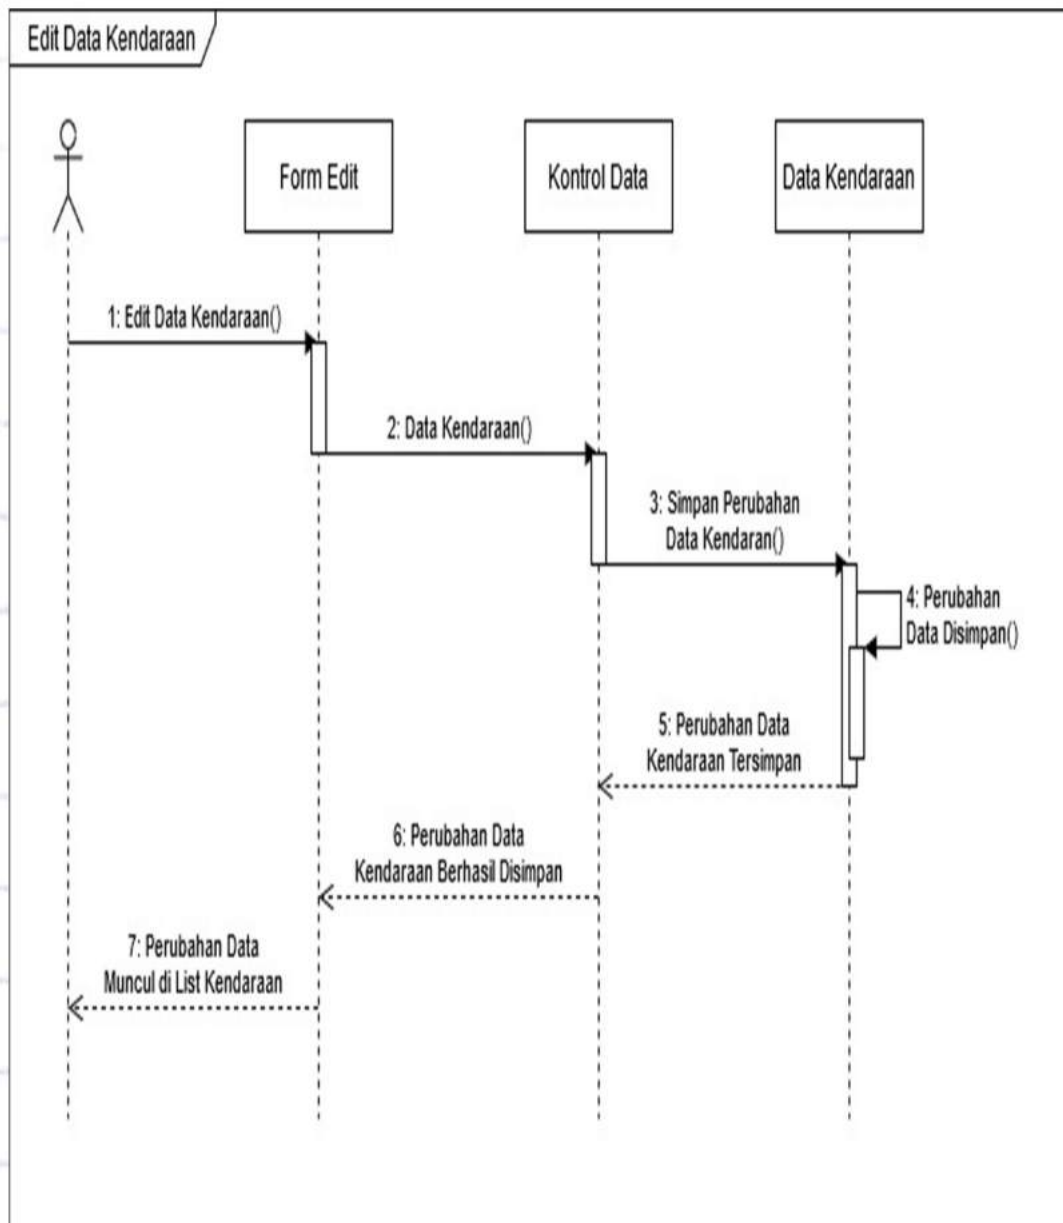 Edit Data Kendaraan
Form Edit
Kontrol Data
Data Kendaraan
1: Edit Data Kendaraan()
2: Data Kendaraan()
3: Simpan Perubahan
Data Kendaran()
4: Perubahan
Data Disimpan()
5: Perubahan Data
Kendaraan Tersimpan
6: Perubahan Data
Kendaraan Berhasil Disimpan
7: Perubahan Data
Muncul di List Kendaraan